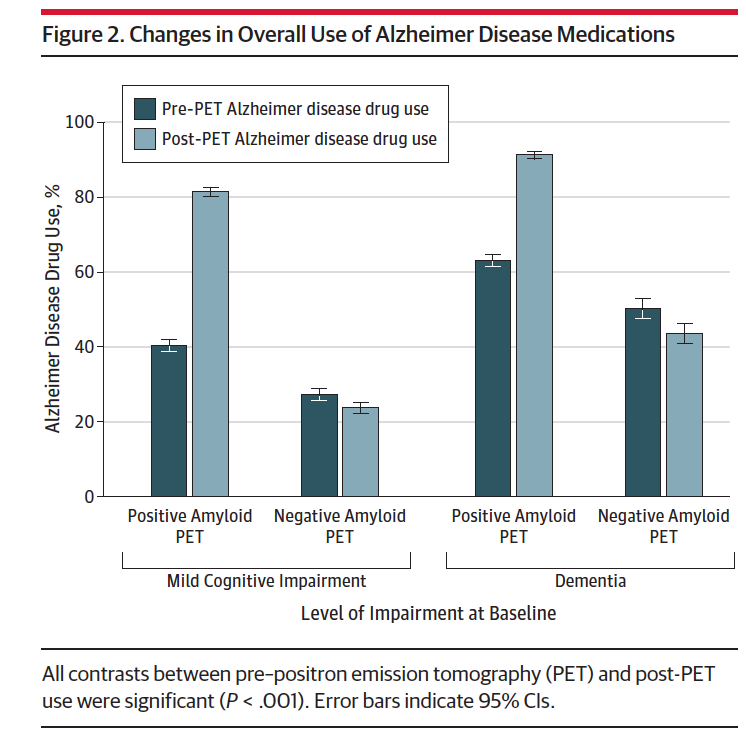 Figure 2. Changes in Overall Use of Alzheimer Disease Medications
Pre-PET Alzheimer disease drug use
Post-PET Alzheimer disease drug use
Alzheimer Disease Drug Use, %
100
80
60
40
20
0
Positive Amyloid
PET
Negative Amyloid
PET
Positive Amyloid
PET
Negative Amyloid
PET
Mild Cognitive Impairment
Dementia
Level of Impairment at Baseline
All contrasts between pre–positron emission tomography (PET) and post-PET
use were significant (P < .001). Error bars indicate 95% CIs.